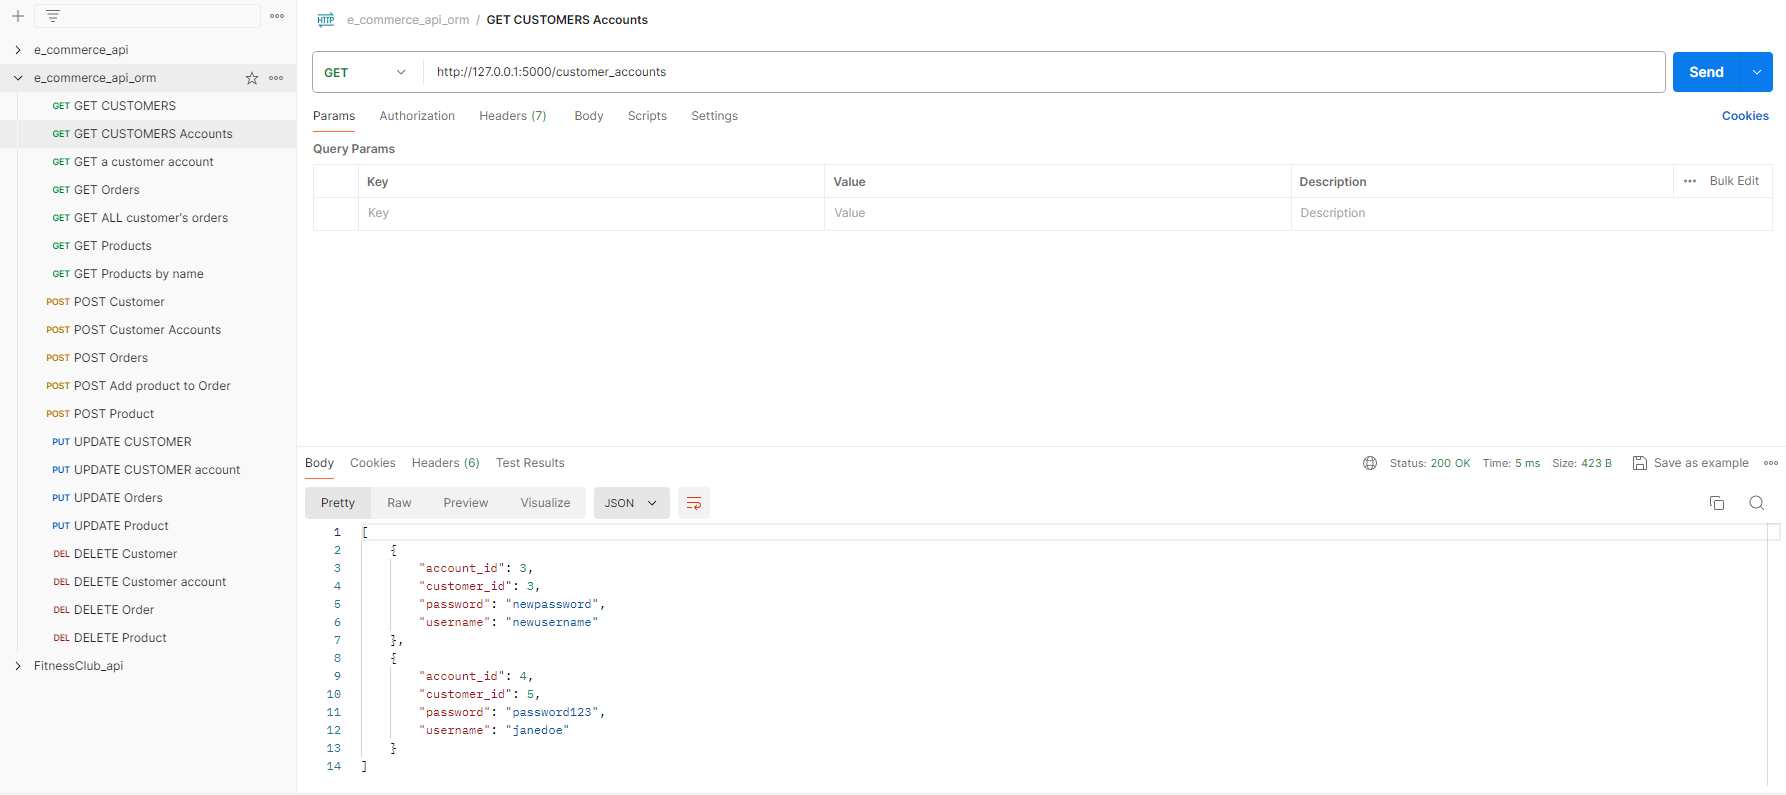 e_commerce_api
e_commerce_api_orm
GET GET CUSTOMERS
GET GET CUSTOMERS Accounts
GET GET a customer account
GET GET Orders
GET GET ALL customer's orders
GET GET Products
GET GET Products by name
POST POST Customer
POST POST Customer Accounts
POST POST Orders
POST POST Add product to Order
POST POST Product
PUT UPDATE CUSTOMER
PUT UPDATE CUSTOMER account
PUT UPDATE Orders
PUT UPDATE Product
DEL DELETE Customer
DEL DELETE Customer account
DEL DELETE Order
DEL DELETE Product
FitnessClub_api
HTTP e_commerce_api_orm / GET CUSTOMERS Accounts
GET http://127.0.0.1:5000/customer_accounts Send
Params Authorization Headers (7) Body Scripts Settings Cookies
Query Params
Key Value Description Bulk Edit
Key Value Description
Body Cookies Headers (6) Test Results Status: 200 OK Time: 5 ms Size: 423 B Save as example
Pretty Raw Preview Visualize JSON
1 [
2 {
3 "account_id": 3,
4 "customer_id": 3,
5 "password": "newpassword",
6 "username": "newusername"
7 },
8 {
9 "account_id": 4,
10 "customer_id": 5,
11 "password": "password123",
12 "username": "janedoe"
13 }
14 ]